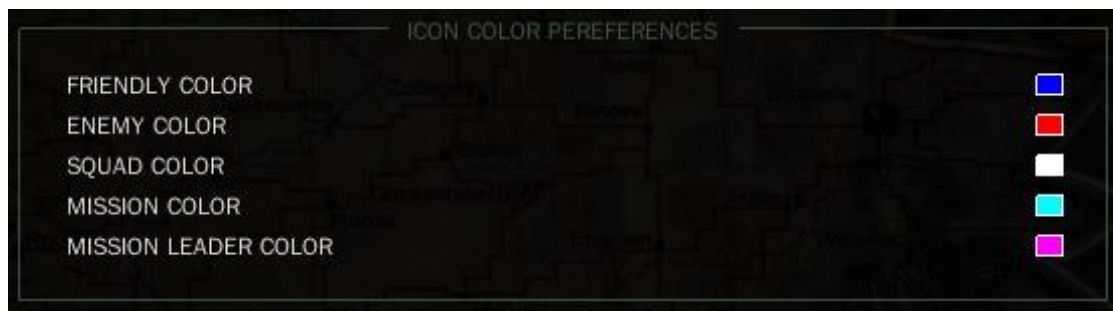 ICON COLOR PEREFERENCES
FRIENDLY COLOR
ENEMY COLOR
SQUAD COLOR
MISSION COLOR
MISSION LEADER COLOR